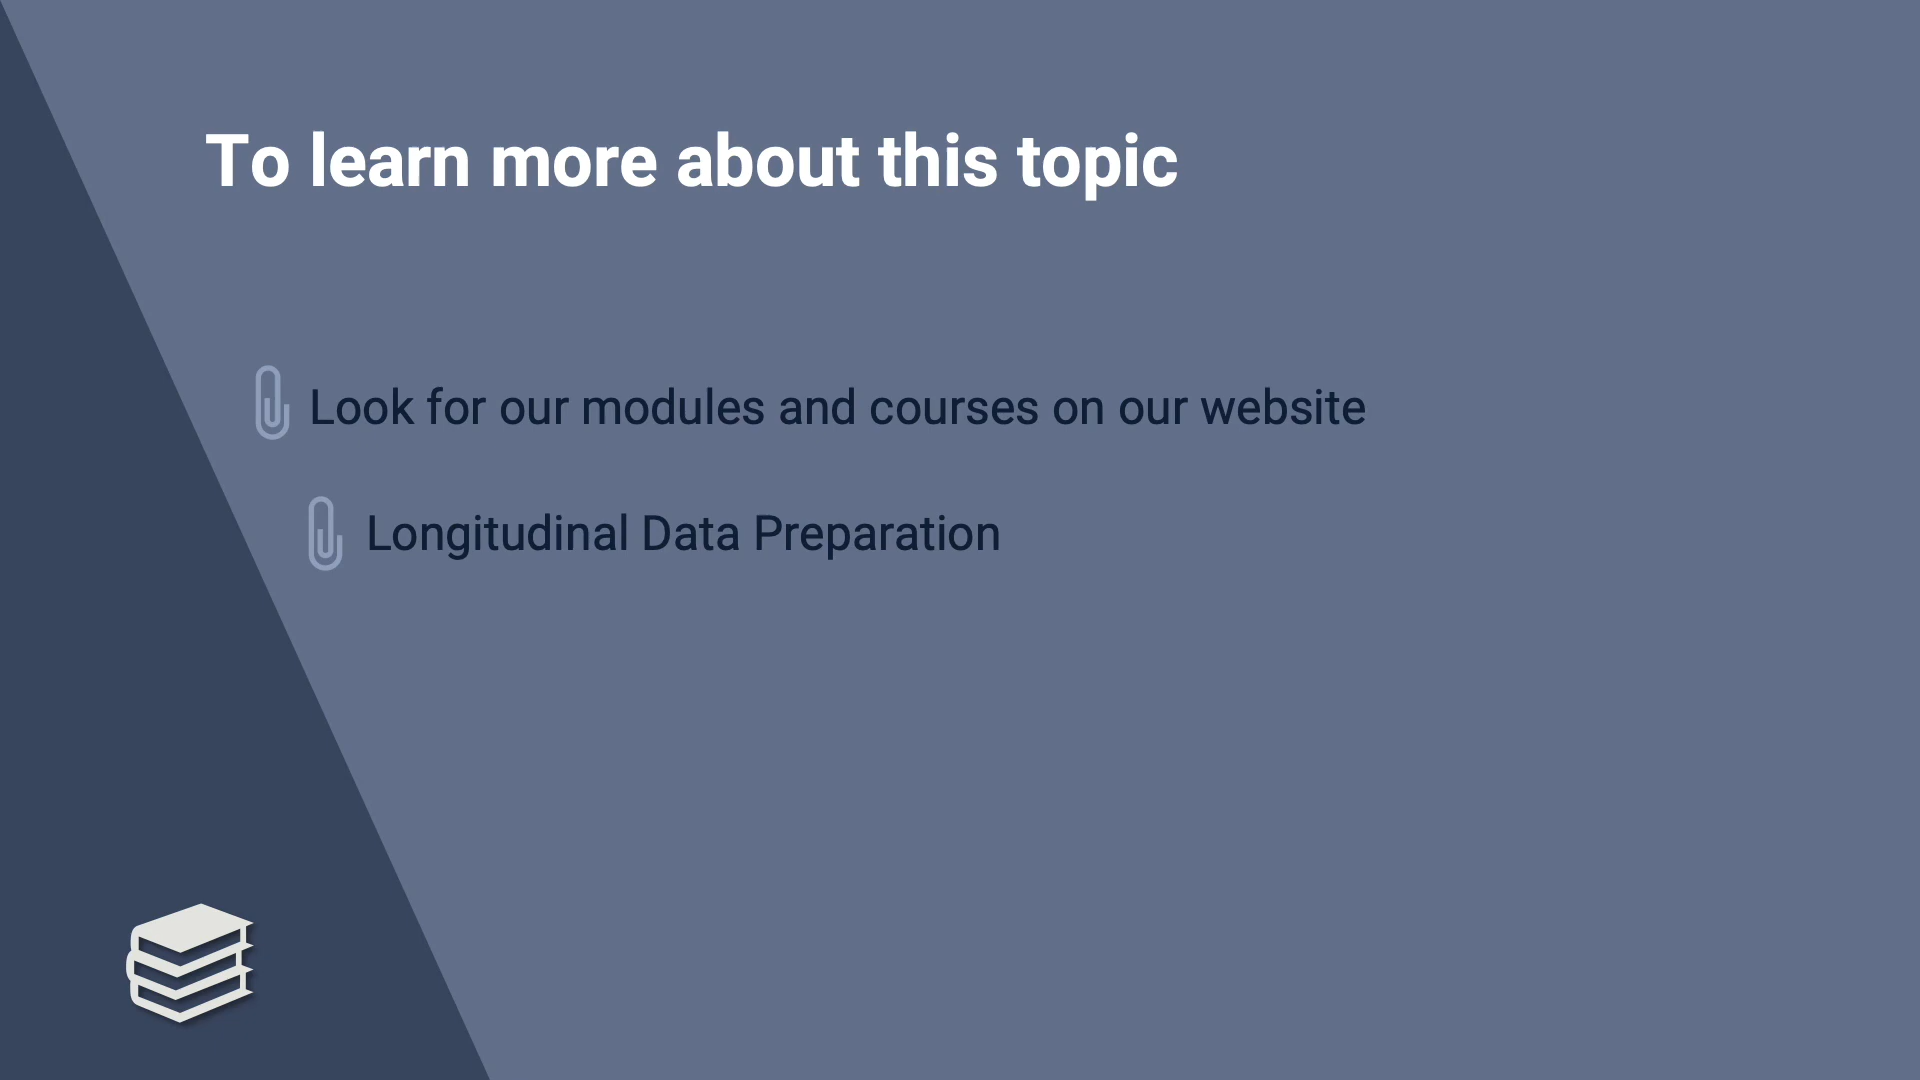 To learn more about this topic
Look for our modules and courses on our website
Longitudinal Data Preparation